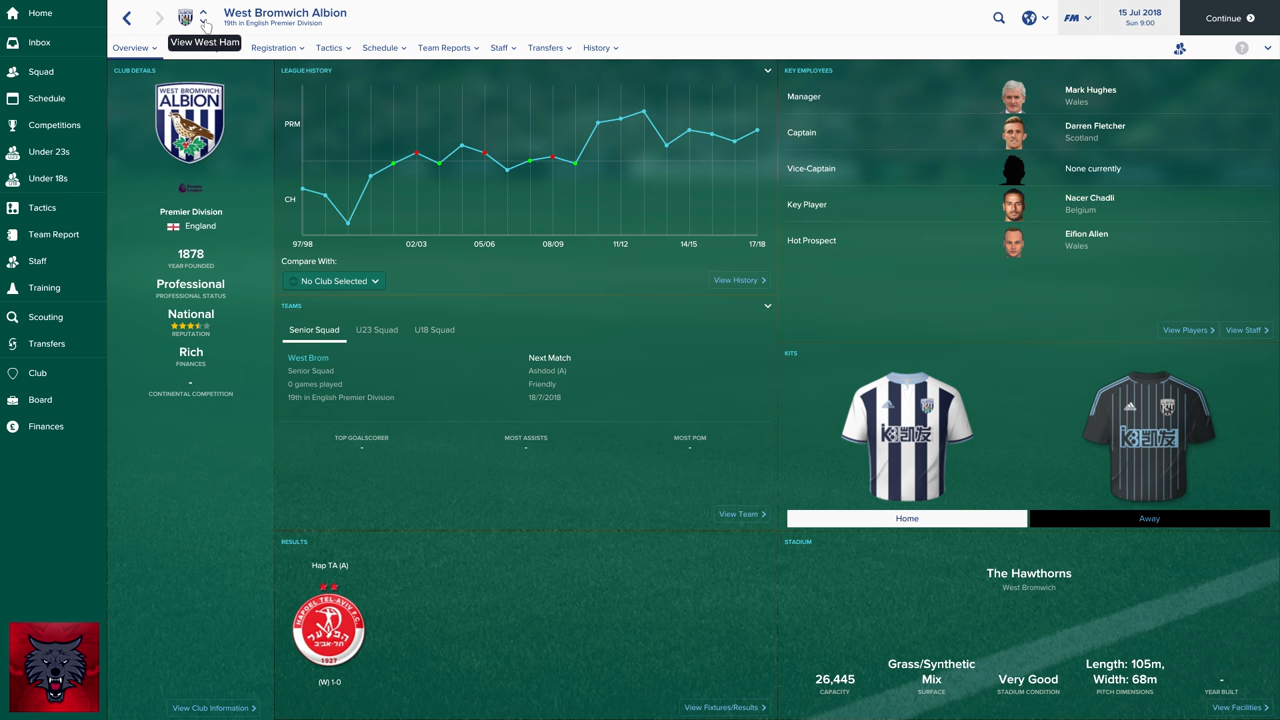 Home
Inbox
Squad
Schedule
Competitions
Under 23s
Under 18s
Tactics
Team Report
Staff
Training
Scouting
Transfers
Club
Board
Finances
West Bromwich Albion
19th in English Premier Division
View West Ham
FM
15 Jul 2018
Sun 9:00
Continue
Overview
Registration
Tactics
Schedule
Team Reports
Staff
Transfers
History
?
CLUB DETAILS
WEST BROMWICH
ALBION
Premier Division
England
1878
YEAR FOUNDED
Professional
PROFESSIONAL STATUS
National
REPUTATION
Rich
FINANCES
-
CONTINENTAL COMPETITION
View Club Information
LEAGUE HISTORY
PRM
CH
97/98 02/03 05/06 08/09 11/12 14/15 17/18
Compare With:
No Club Selected
View History
TEAMS
Senior Squad U23 Squad U18 Squad
West Brom
Senior Squad
0 games played
19th in English Premier Division
Next Match
Ashdod (A)
Friendly
18/7/2018
TOP GOALSCORER
-
MOST ASSISTS
-
MOST POM
-
View Team
RESULTS
Hap TA (A)
HAPOEL TEL-AVIV F.C.
הפועל
תל-אביב
1927
(W) 1-0
View Fixtures/Results
KEY EMPLOYEES
Manager
Mark Hughes
Wales
Captain
Darren Fletcher
Scotland
Vice-Captain
None currently
Key Player
Nacer Chadli
Belgium
Hot Prospect
Eifion Allen
Wales
View Players
View Staff
KITS
Home
Away
STADIUM
The Hawthorns
West Bromwich
26,445
CAPACITY
Grass/Synthetic
Mix
SURFACE
Very Good
STADIUM CONDITION
Length: 105m,
Width: 68m
PITCH DIMENSIONS
-
YEAR BUILT
View Facilities